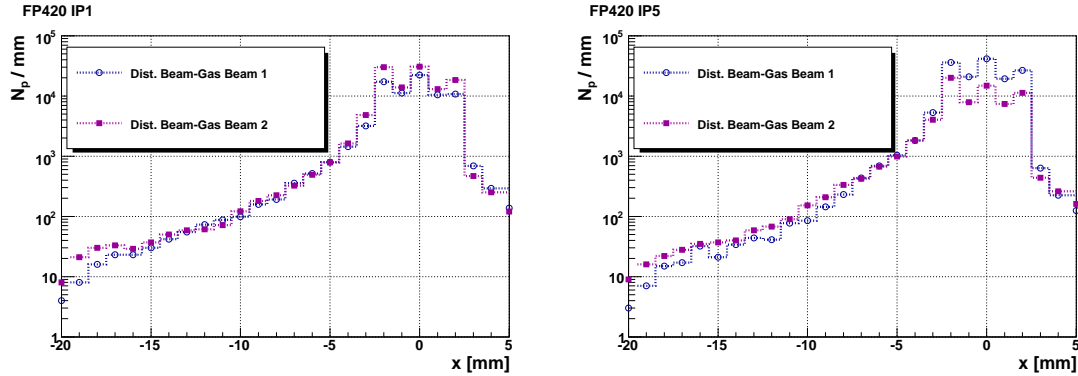 FP420 IP1
N_p / mm
10^5
10^4
10^3
10^2
10
1
Dist. Beam-Gas Beam 1
Dist. Beam-Gas Beam 2
-20 -15 -10 -5 0 5
x [mm]
FP420 IP5
N_p / mm
10^5
10^4
10^3
10^2
10
1
Dist. Beam-Gas Beam 1
Dist. Beam-Gas Beam 2
-20 -15 -10 -5 0 5
x [mm]